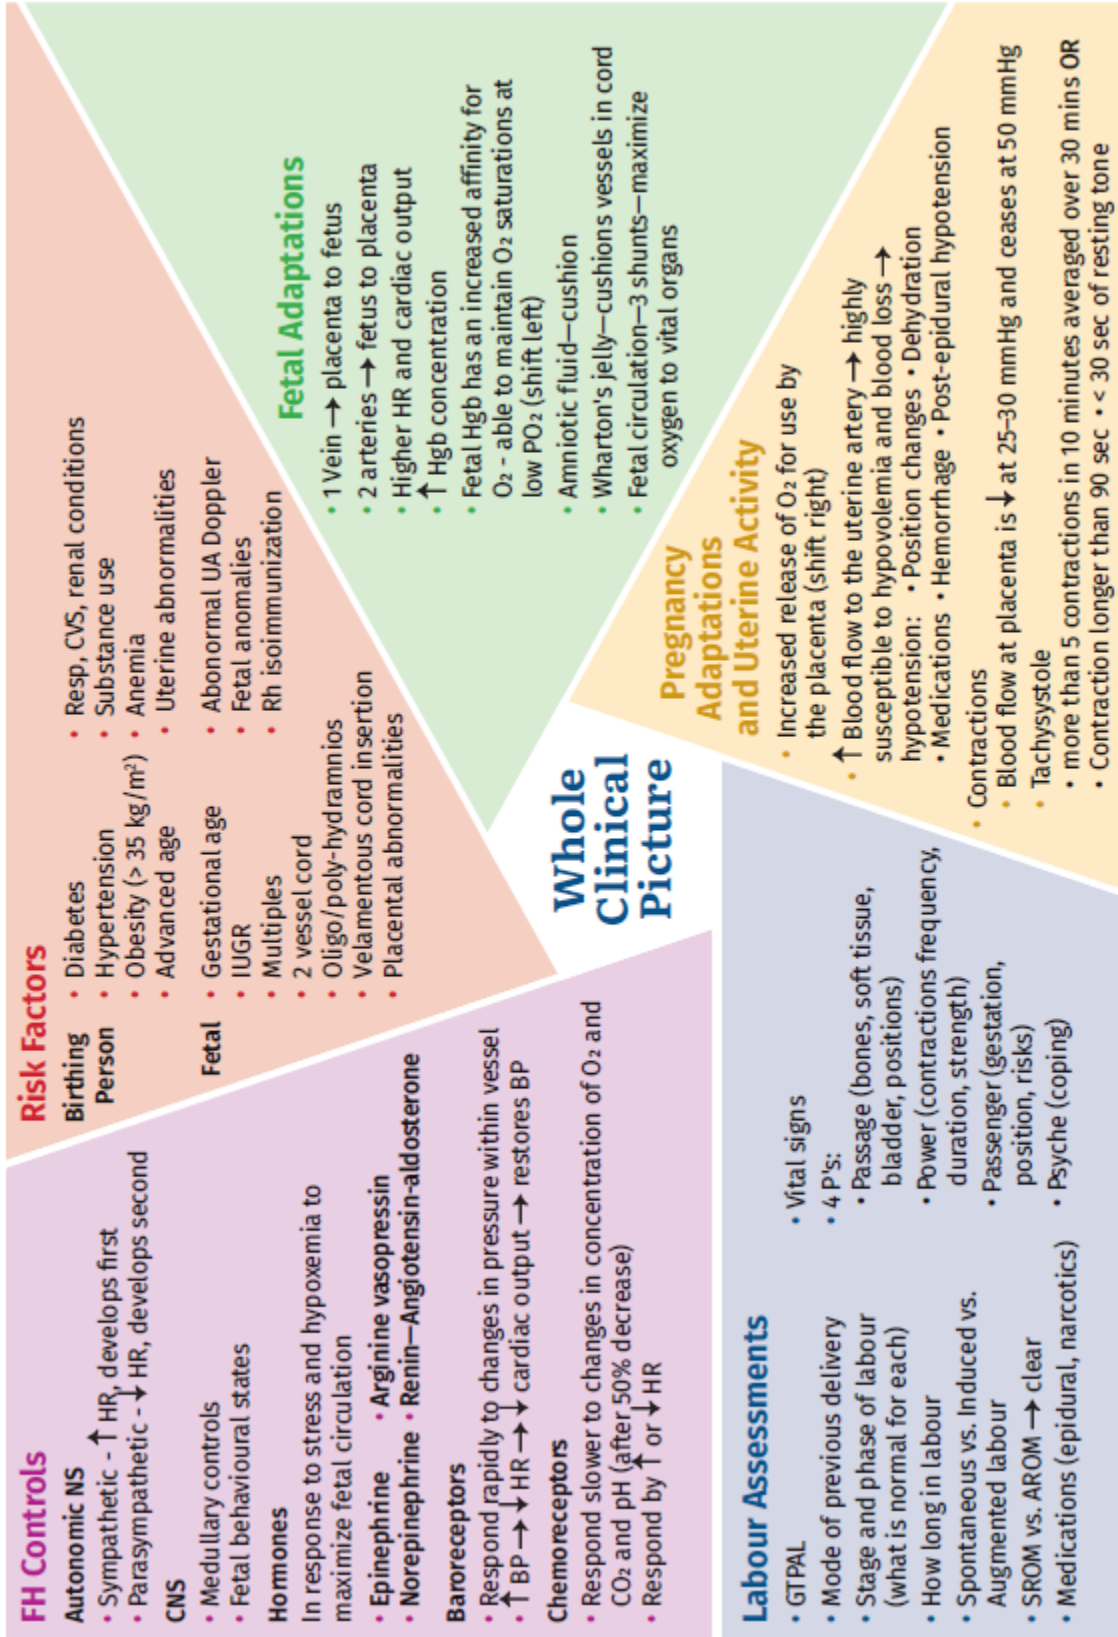 FH Controls
Autonomic NS
• Sympathetic - ↑ HR, develops first
• Parasympathetic - ↓ HR, develops second
CNS
• Medullary controls
• Fetal behavioural states
Hormones
In response to stress and hypoxemia to
maximize fetal circulation
• Epinephrine • Arginine vasopressin
• Norepinephrine • Renin—Angiotensin-aldosterone
Baroreceptors
• Respond rapidly to changes in pressure within vessel
↑ BP → ↓ HR → ↓ cardiac output → restores BP
Chemoreceptors
• Respond slower to changes in concentration of O₂ and
CO₂ and pH (after 50% decrease)
• Respond by ↑ or ↓ HR
Risk Factors
Birthing
Person
• Diabetes
• Hypertension
• Obesity (> 35 kg/m²)
• Advanced age
• Resp, CVS, renal conditions
• Substance use
• Anemia
• Uterine abnormalities
Fetal
• Gestational age
• IUGR
• Multiples
• 2 vessel cord
• Oligo/poly-hydramnios
• Velamentous cord insertion
• Placental abnormalities
• Abonormal UA Doppler
• Fetal anomalies
• Rh isoimmunization
Fetal Adaptations
• 1 Vein → placenta to fetus
• 2 arteries → fetus to placenta
• Higher HR and cardiac output
• ↑ Hgb concentration
• Fetal Hgb has an increased affinity for
O₂ - able to maintain O₂ saturations at
low PO₂ (shift left)
• Amniotic fluid—cushion
• Wharton's jelly—cushions vessels in cord
• Fetal circulation—3 shunts—maximize
oxygen to vital organs
Whole
Clinical
Picture
Labour Assessments
• GTPAL
• Mode of previous delivery
• Stage and phase of labour
(what is normal for each)
• How long in labour
• Spontaneous vs. Induced vs.
Augmented labour
• SROM vs. AROM → clear
• Medications (epidural, narcotics)
• Vital signs
• 4 P's:
• Passage (bones, soft tissue,
bladder, positions)
• Power (contractions frequency,
duration, strength)
• Passenger (gestation,
position, risks)
• Psyche (coping)
Pregnancy
Adaptations
and Uterine Activity
• Increased release of O₂ for use by
the placenta (shift right)
• ↑ Blood flow to the uterine artery → highly
susceptible to hypovolemia and blood loss →
hypotension: • Position changes • Dehydration
• Medications • Hemorrhage • Post-epidural hypotension
• Contractions
• Blood flow at placenta is ↓ at 25–30 mmHg and ceases at 50 mmHg
• Tachysystole
• more than 5 contractions in 10 minutes averaged over 30 mins OR
• Contraction longer than 90 sec • < 30 sec of resting tone